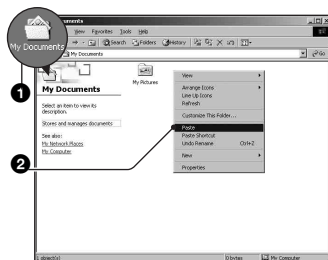 My Documents
View Favorites Tools Help
Search Folders History
My Documents
Go
1
My Documents
My Pictures
Select an item to view its
description.
Stores and manages documents
See also:
My Network Places
My Computer
2
View
Arrange Icons
Line Up Icons
Refresh
Customize This Folder...
Paste
Paste Shortcut
Undo Rename Ctrl+Z
New
Properties
1 object(s) 0 bytes My Computer